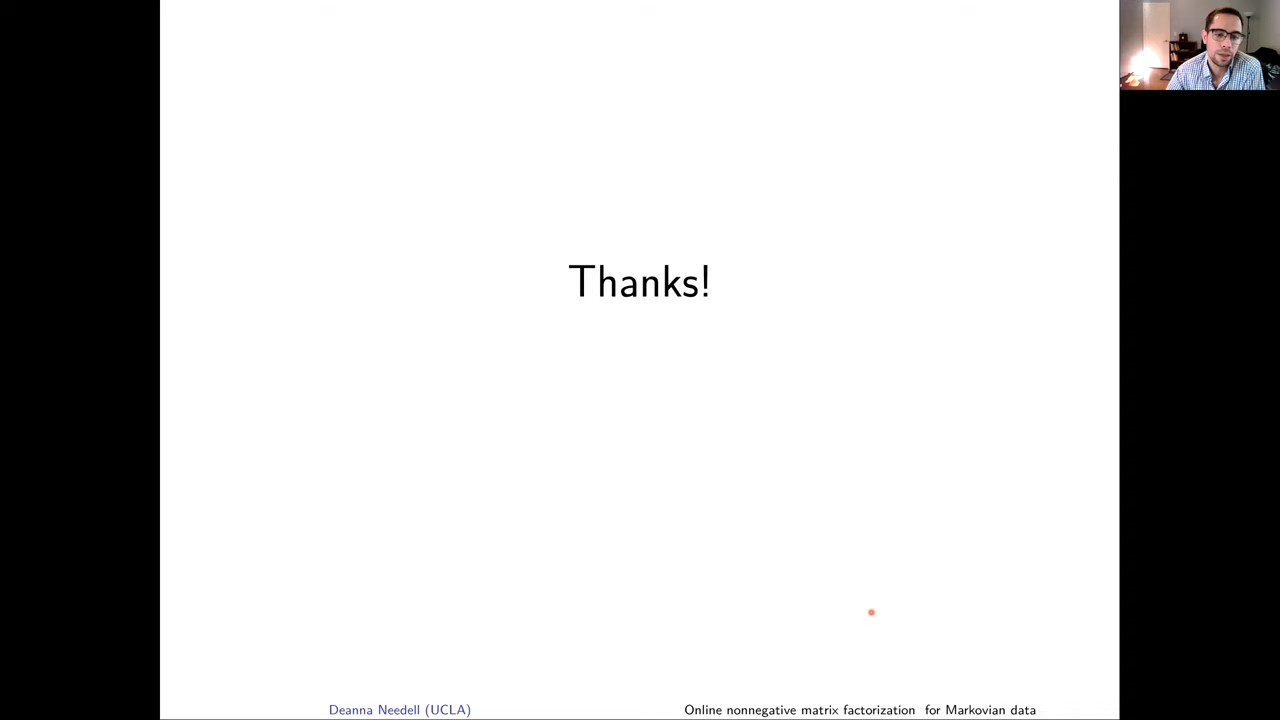 Thanks!
Deanna Needell (UCLA)
Online nonnegative matrix factorization for Markovian data